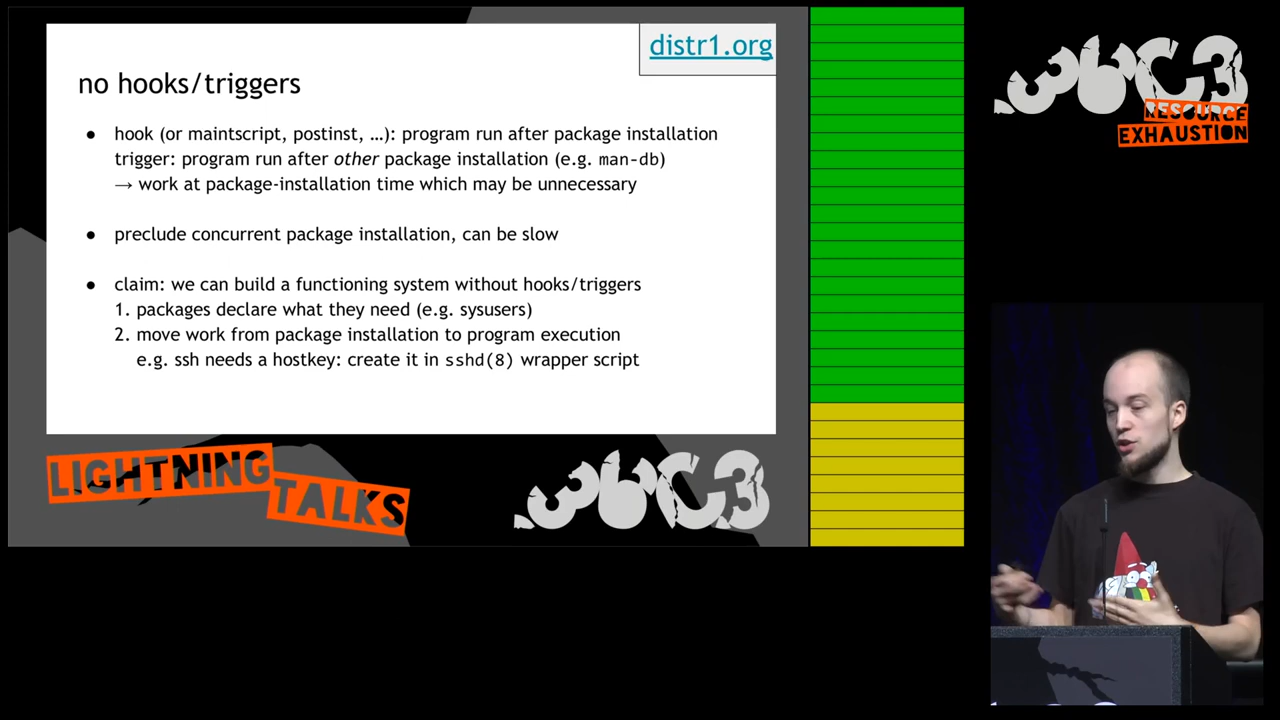 distr1.org
no hooks/triggers
● hook (or maintscript, postinst, …): program run after package installation
trigger: program run after other package installation (e.g. man-db)
→ work at package-installation time which may be unnecessary
● preclude concurrent package installation, can be slow
● claim: we can build a functioning system without hooks/triggers
1. packages declare what they need (e.g. sysusers)
2. move work from package installation to program execution
e.g. ssh needs a hostkey: create it in sshd(8) wrapper script
LIGHTNING
TALKS
36C3
36C3
RESOURCE
EXHAUSTION